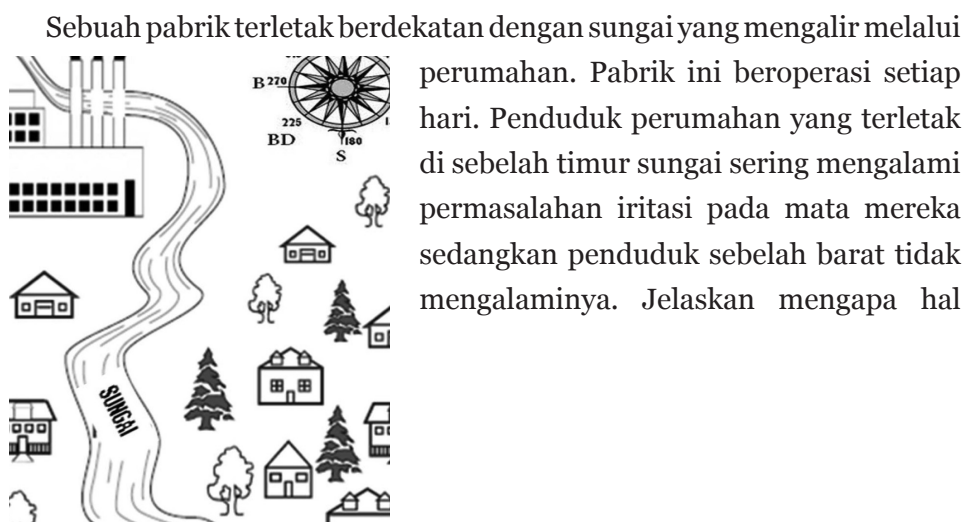 Sebuah pabrik terletak berdekatan dengan sungai yang mengalir melalui
perumahan. Pabrik ini beroperasi setiap
hari. Penduduk perumahan yang terletak
di sebelah timur sungai sering mengalami
permasalahan iritasi pada mata mereka
sedangkan penduduk sebelah barat tidak
mengalaminya. Jelaskan mengapa hal
B 270
225
BD
180
S
SUNGAI